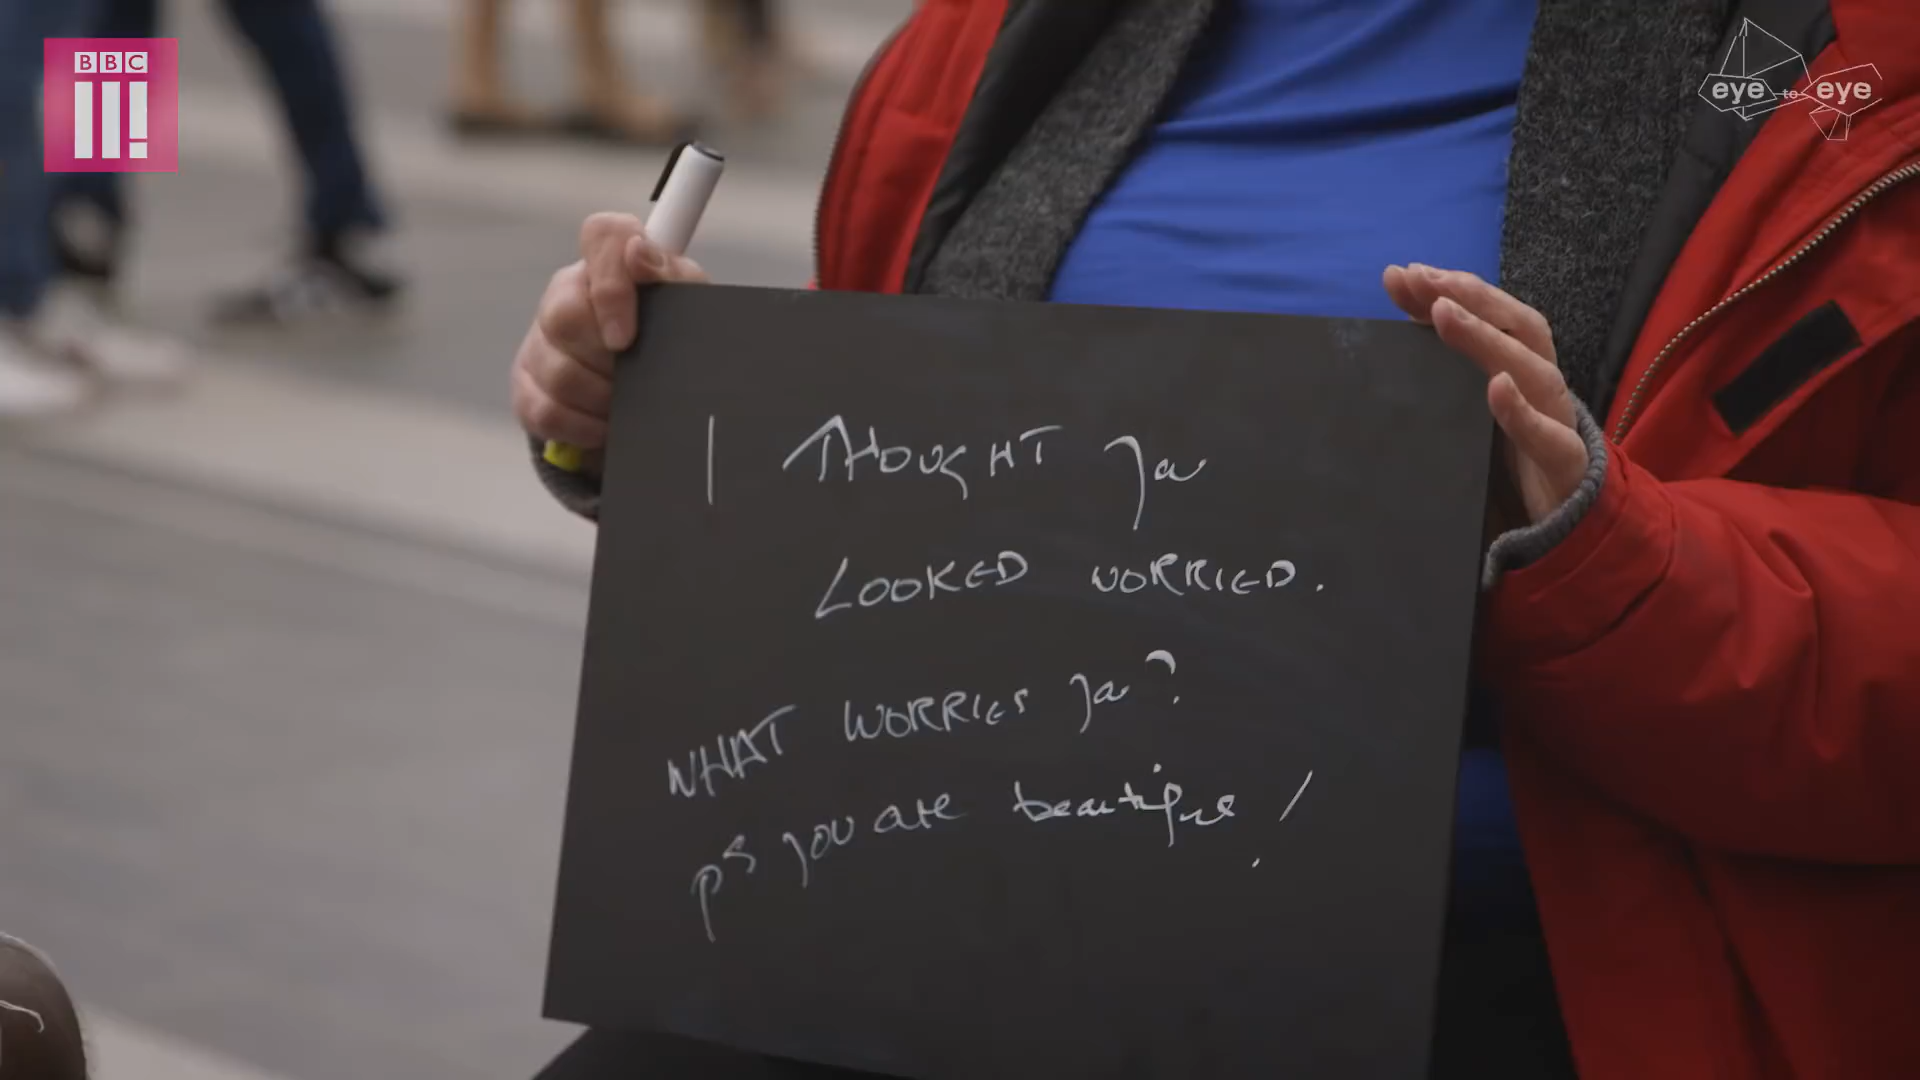 BBC
III!
eye to eye
I THOUGHT Ya
LOOKED WORRIED.
WHAT WORRIES Ya?
PS you are beautiful!